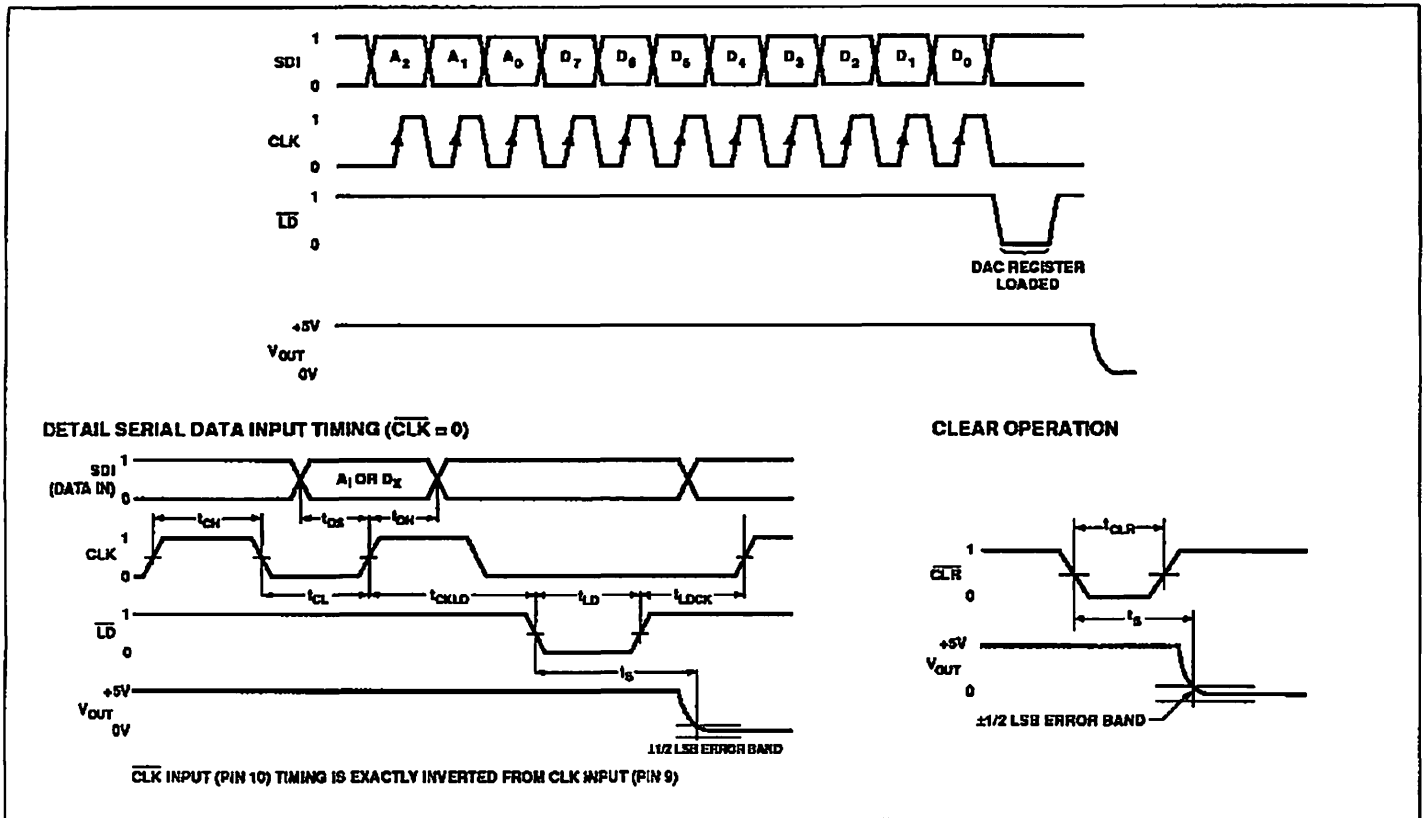 1
SDI
0
A2 A1 A0 D7 D6 D5 D4 D3 D2 D1 D0
1
CLK
0
1
LD
0
DAC REGISTER
LOADED
+5V
VOUT
0V
DETAIL SERIAL DATA INPUT TIMING (CLK = 0)
SDI
(DATA IN)
1
0
AI OR DX
tCH
tDS
tDH
CLK
1
0
tCL
tCKLD
tLD
tLDCK
LD
1
0
tS
+5V
VOUT
0V
±1/2 LSB ERROR BAND
CLK INPUT (PIN 10) TIMING IS EXACTLY INVERTED FROM CLK INPUT (PIN 9)
CLEAR OPERATION
tCLR
1
CLR
0
tS
+5V
VOUT
0
±1/2 LSB ERROR BAND